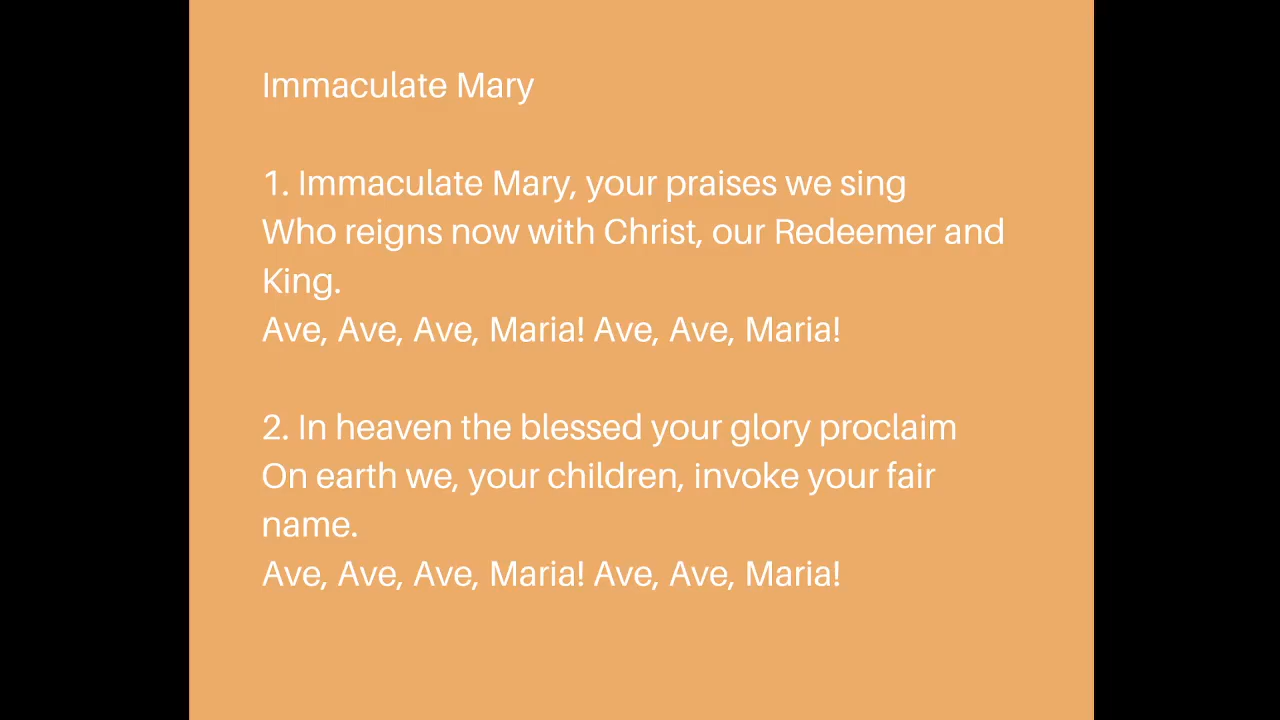 Immaculate Mary
1. Immaculate Mary, your praises we sing
Who reigns now with Christ, our Redeemer and
King.
Ave, Ave, Ave, Maria! Ave, Ave, Maria!
2. In heaven the blessed your glory proclaim
On earth we, your children, invoke your fair
name.
Ave, Ave, Ave, Maria! Ave, Ave, Maria!